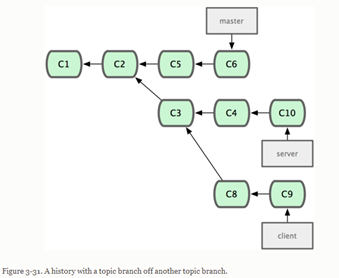 master
C1 C2 C5 C6
C3 C4 C10
server
C8 C9
client
Figure 3-31. A history with a topic branch off another topic branch.